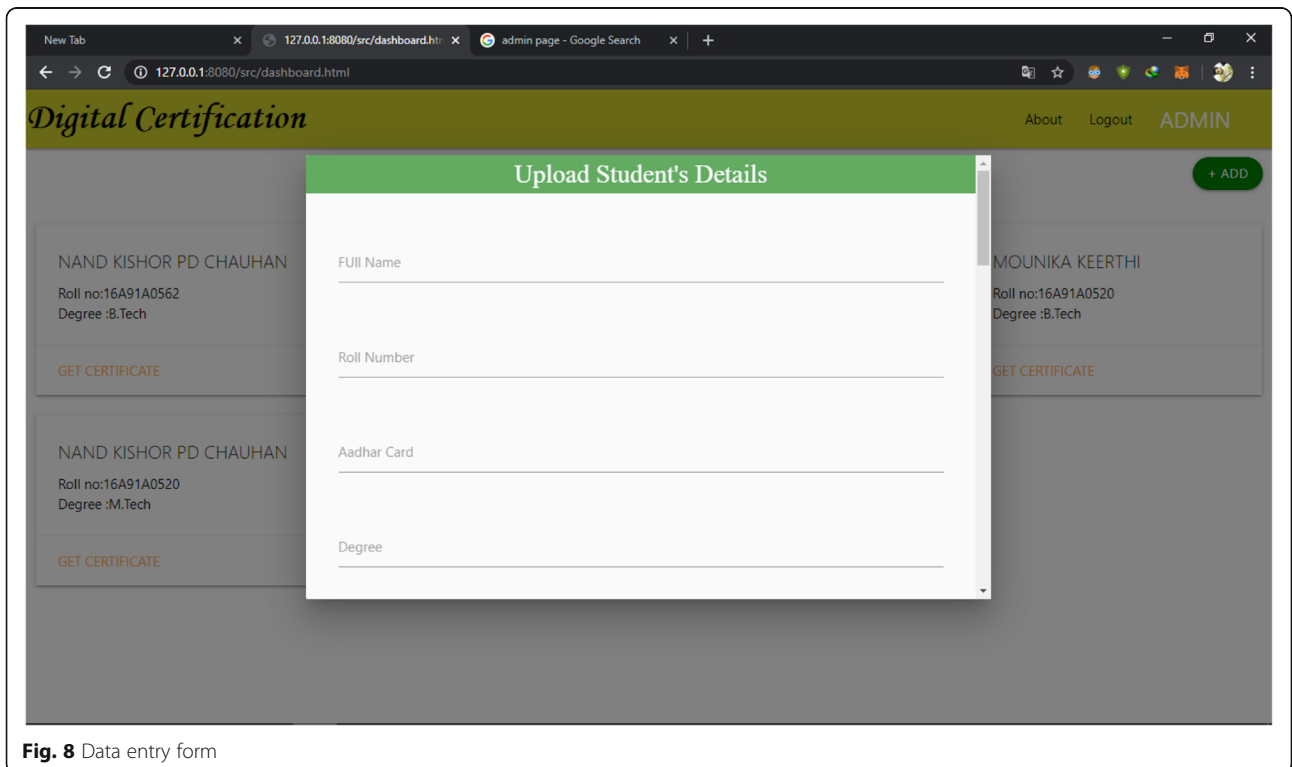 New Tab
127.0.0.1:8080/src/dashboard.htm
admin page - Google Search
127.0.0.1:8080/src/dashboard.html
Digital Certification
About
Logout
ADMIN
Upload Student's Details
+ ADD
NAND KISHOR PD CHAUHAN
Roll no:16A91A0562
Degree :B.Tech
GET CERTIFICATE
FUll Name
Roll Number
Aadhar Card
Degree
MOUNIKA KEERTHI
Roll no:16A91A0520
Degree :B.Tech
GET CERTIFICATE
NAND KISHOR PD CHAUHAN
Roll no:16A91A0520
Degree :M.Tech
GET CERTIFICATE
Fig. 8 Data entry form